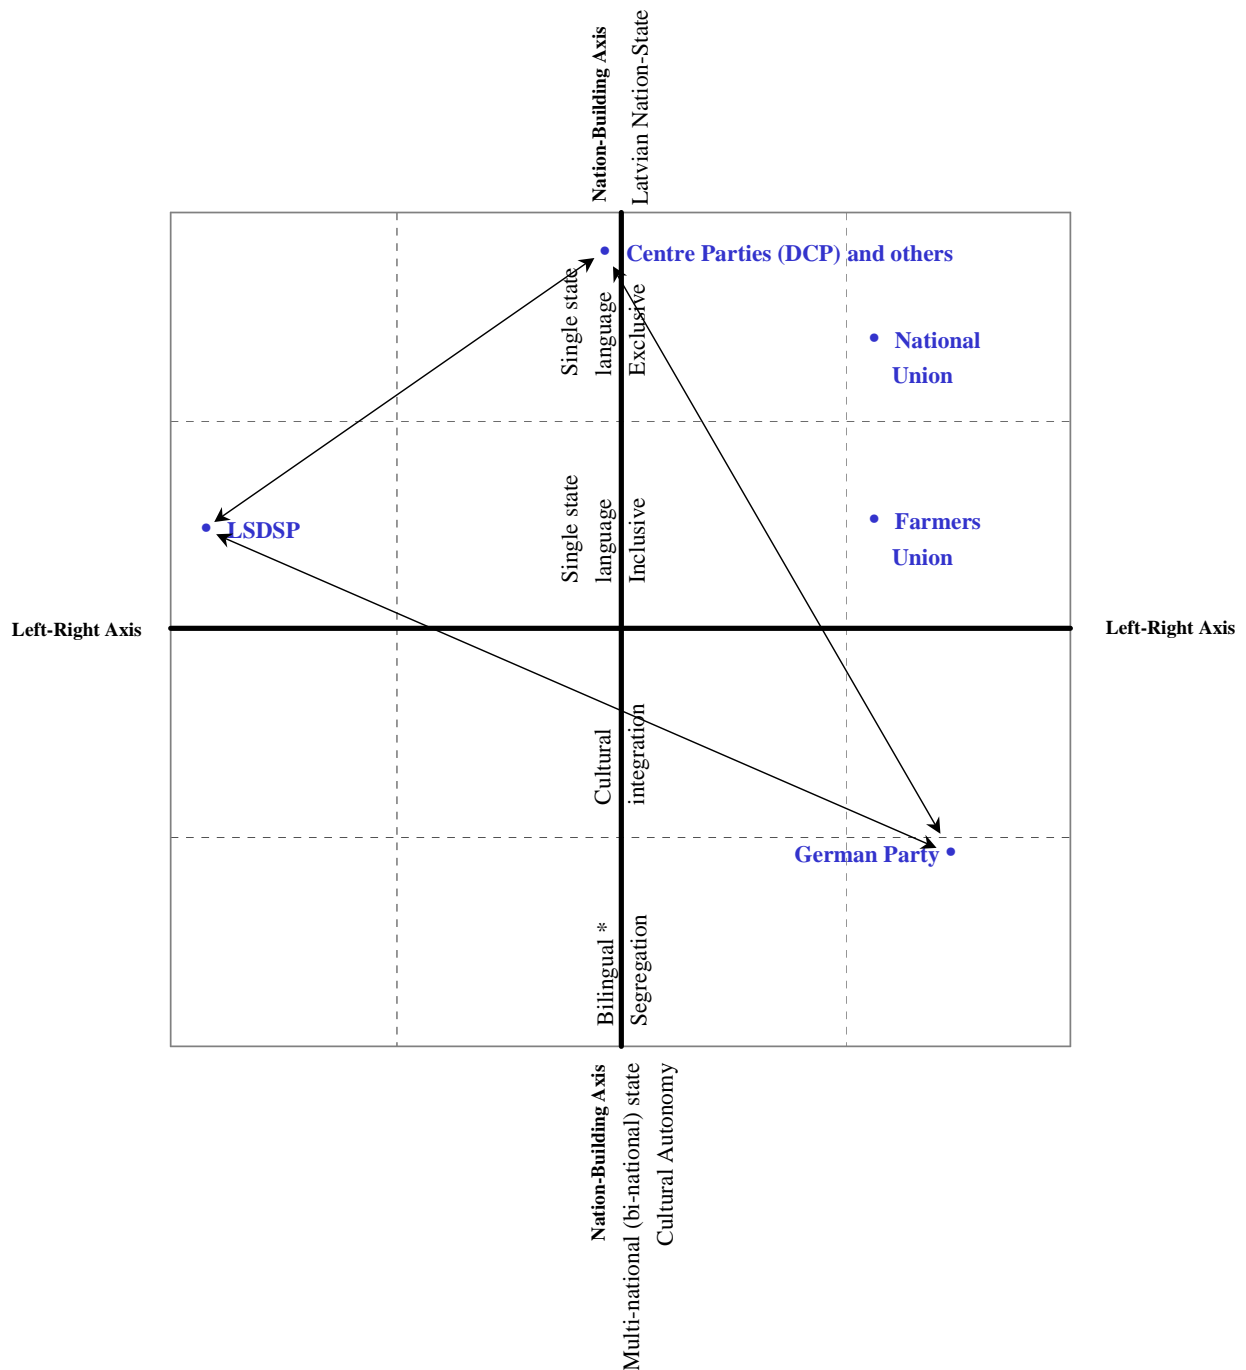 Nation-Building Axis
Latvian Nation-State
Centre Parties (DCP) and others
Single state
language
Exclusive
National
Union
Single state
language
Inclusive
LSDSP
Farmers
Union
Left-Right Axis
Left-Right Axis
Cultural
integration
German Party
Bilingual *
Segregation
Nation-Building Axis
Multi-national (bi-national) state
Cultural Autonomy